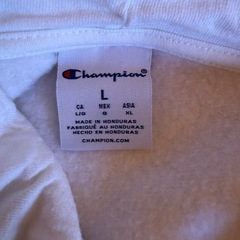 Champion®
L
CA MEX ASIA
L/G G XL
MADE IN HONDURAS
FABRIQUÉ AU HONDURAS
HECHO EN HONDURAS
CHAMPION.COM